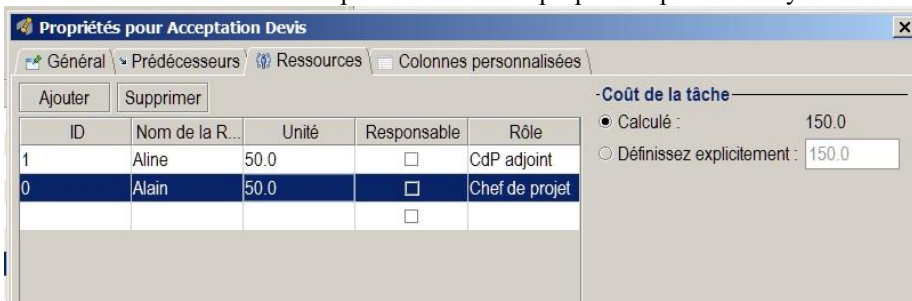 Propriétés pour Acceptation Devis
Général Prédécesseurs Ressources Colonnes personnalisées
Ajouter Supprimer
ID Nom de la R... Unité Responsable Rôle
1 Aline 50.0 CdP adjoint
0 Alain 50.0 Chef de projet
Coût de la tâche
Calculé : 150.0
Définissez explicitement : 150.0